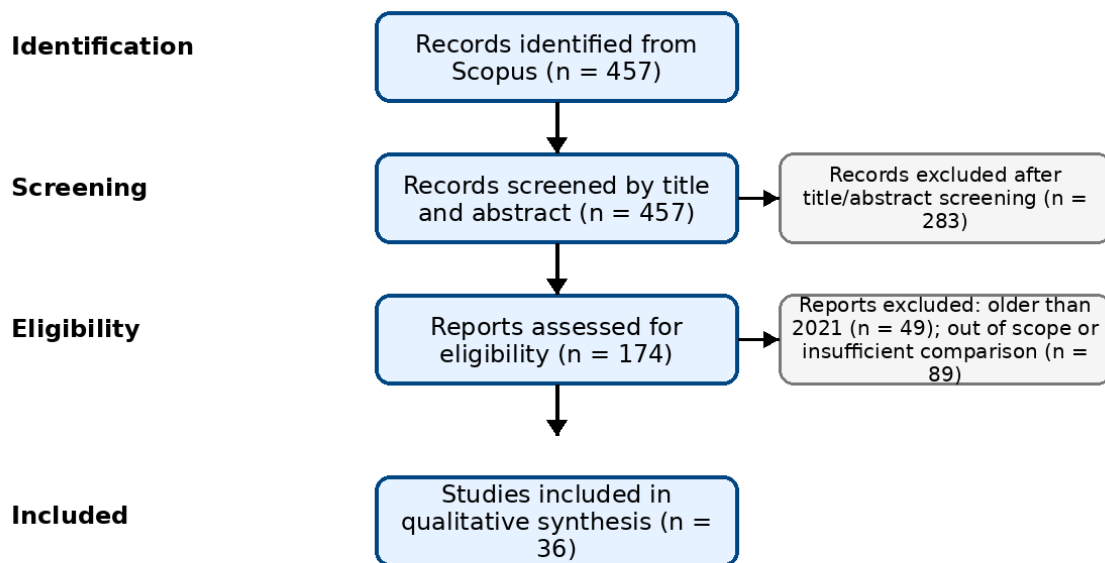 Identification
Records identified from
Scopus (n = 457)
Screening
Records screened by title
and abstract (n = 457)
Records excluded after
title/abstract screening (n =
283)
Eligibility
Reports assessed for
eligibility (n = 174)
Reports excluded: older than
2021 (n = 49); out of scope or
insufficient comparison (n =
89)
Included
Studies included in
qualitative synthesis (n =
36)